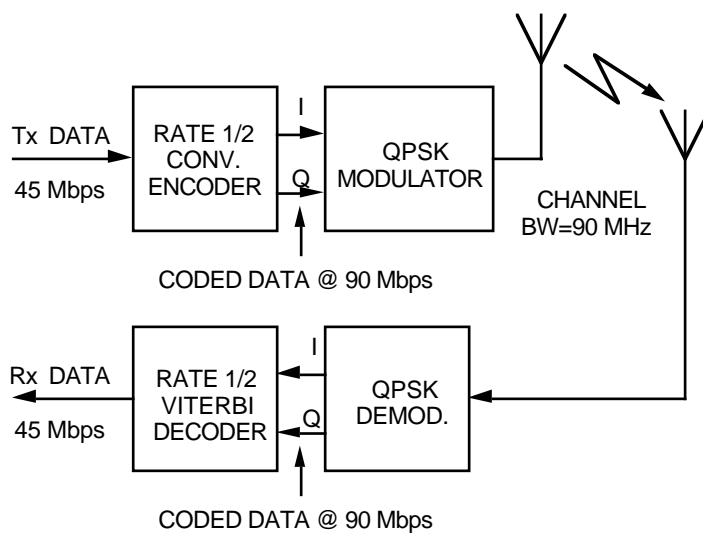 Tx DATA
45 Mbps
RATE 1/2
CONV.
ENCODER
I
Q
QPSK
MODULATOR
CHANNEL
BW=90 MHz
CODED DATA @ 90 Mbps
Rx DATA
45 Mbps
RATE 1/2
VITERBI
DECODER
I
Q
QPSK
DEMOD.
CODED DATA @ 90 Mbps